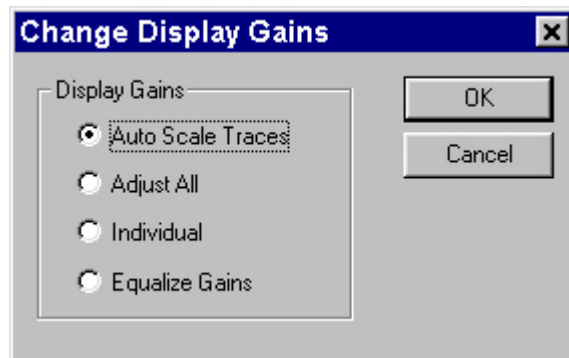 Change Display Gains
Display Gains
Auto Scale Traces
Adjust All
Individual
Equalize Gains
OK
Cancel